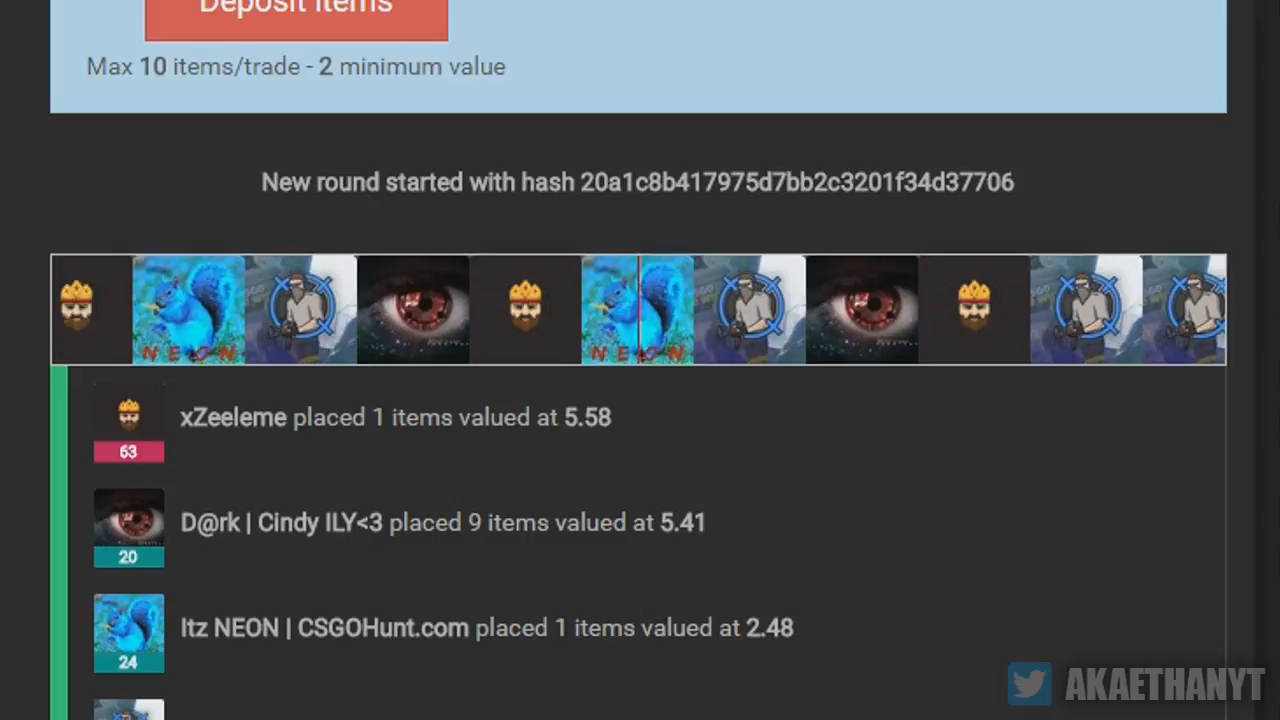 Deposit items
Max 10 items/trade - 2 minimum value
New round started with hash 20a1c8b417975d7bb2c3201f34d37706
NEON
NEON
xZeeleme placed 1 items valued at 5.58
63
D@rk | Cindy ILY<3 placed 9 items valued at 5.41
20
Itz NEON | CSGOHunt.com placed 1 items valued at 2.48
24
AKAETHANYT